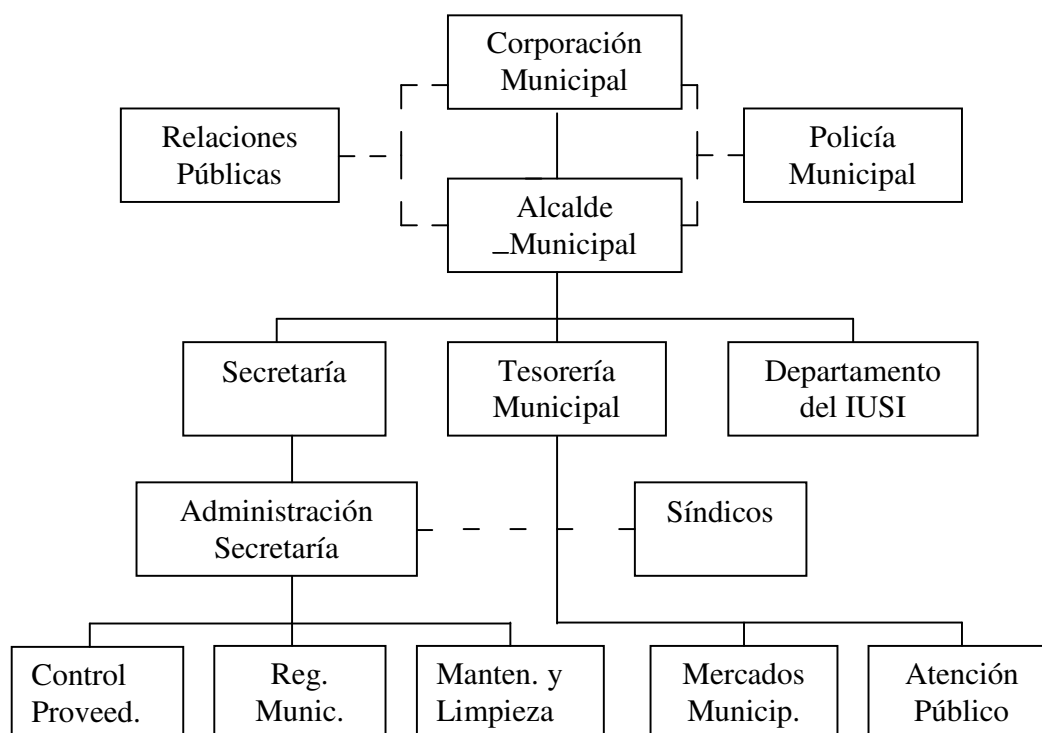 Corporación
Municipal
Relaciones
Públicas
Policía
Municipal
Alcalde
Municipal
Secretaría
Tesorería
Municipal
Departamento
del IUSI
Administración
Secretaría
Síndicos
Control
Proveed.
Reg.
Munic.
Manten. y
Limpieza
Mercados
Municip.
Atención
Público